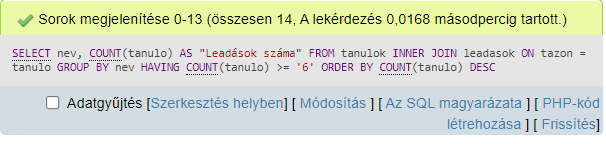 Sorok megjelenítése 0-13 (összesen 14, A lekérdezés 0,0168 másodpercig tartott.)
SELECT nev, COUNT(tanulo) AS "Leadások száma" FROM tanulok INNER JOIN leadasok ON tazon =
tanulo GROUP BY nev HAVING COUNT(tanulo) >= '6' ORDER BY COUNT(tanulo) DESC
Adatgyűjtés [Szerkesztés helyben] [ Módosítás ] [ Az SQL magyarázata ] [ PHP-kód
létrehozása ] [ Frissítés]